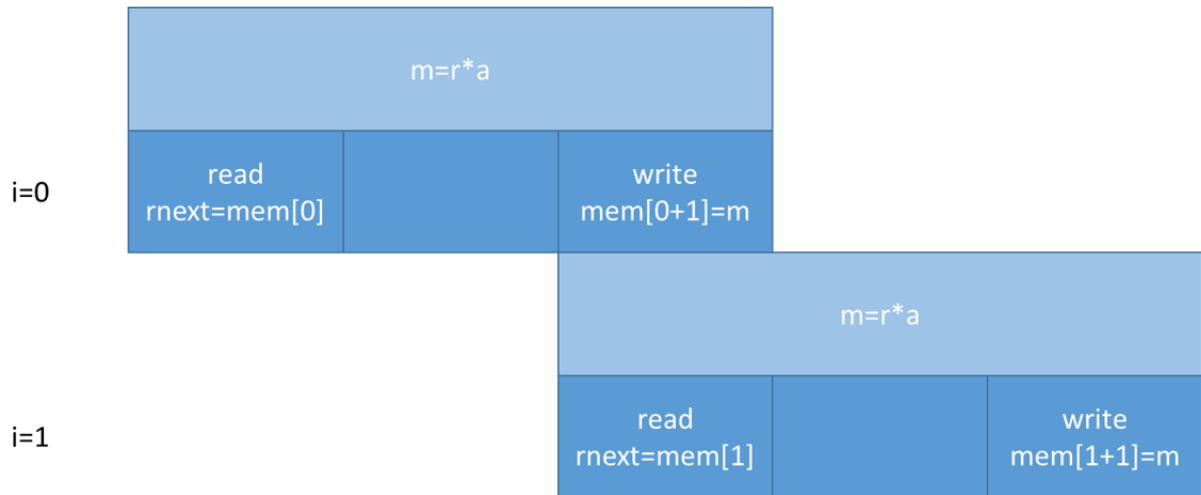 m=r*a
i=0
read
rnext=mem[0]
write
mem[0+1]=m
m=r*a
i=1
read
rnext=mem[1]
write
mem[1+1]=m